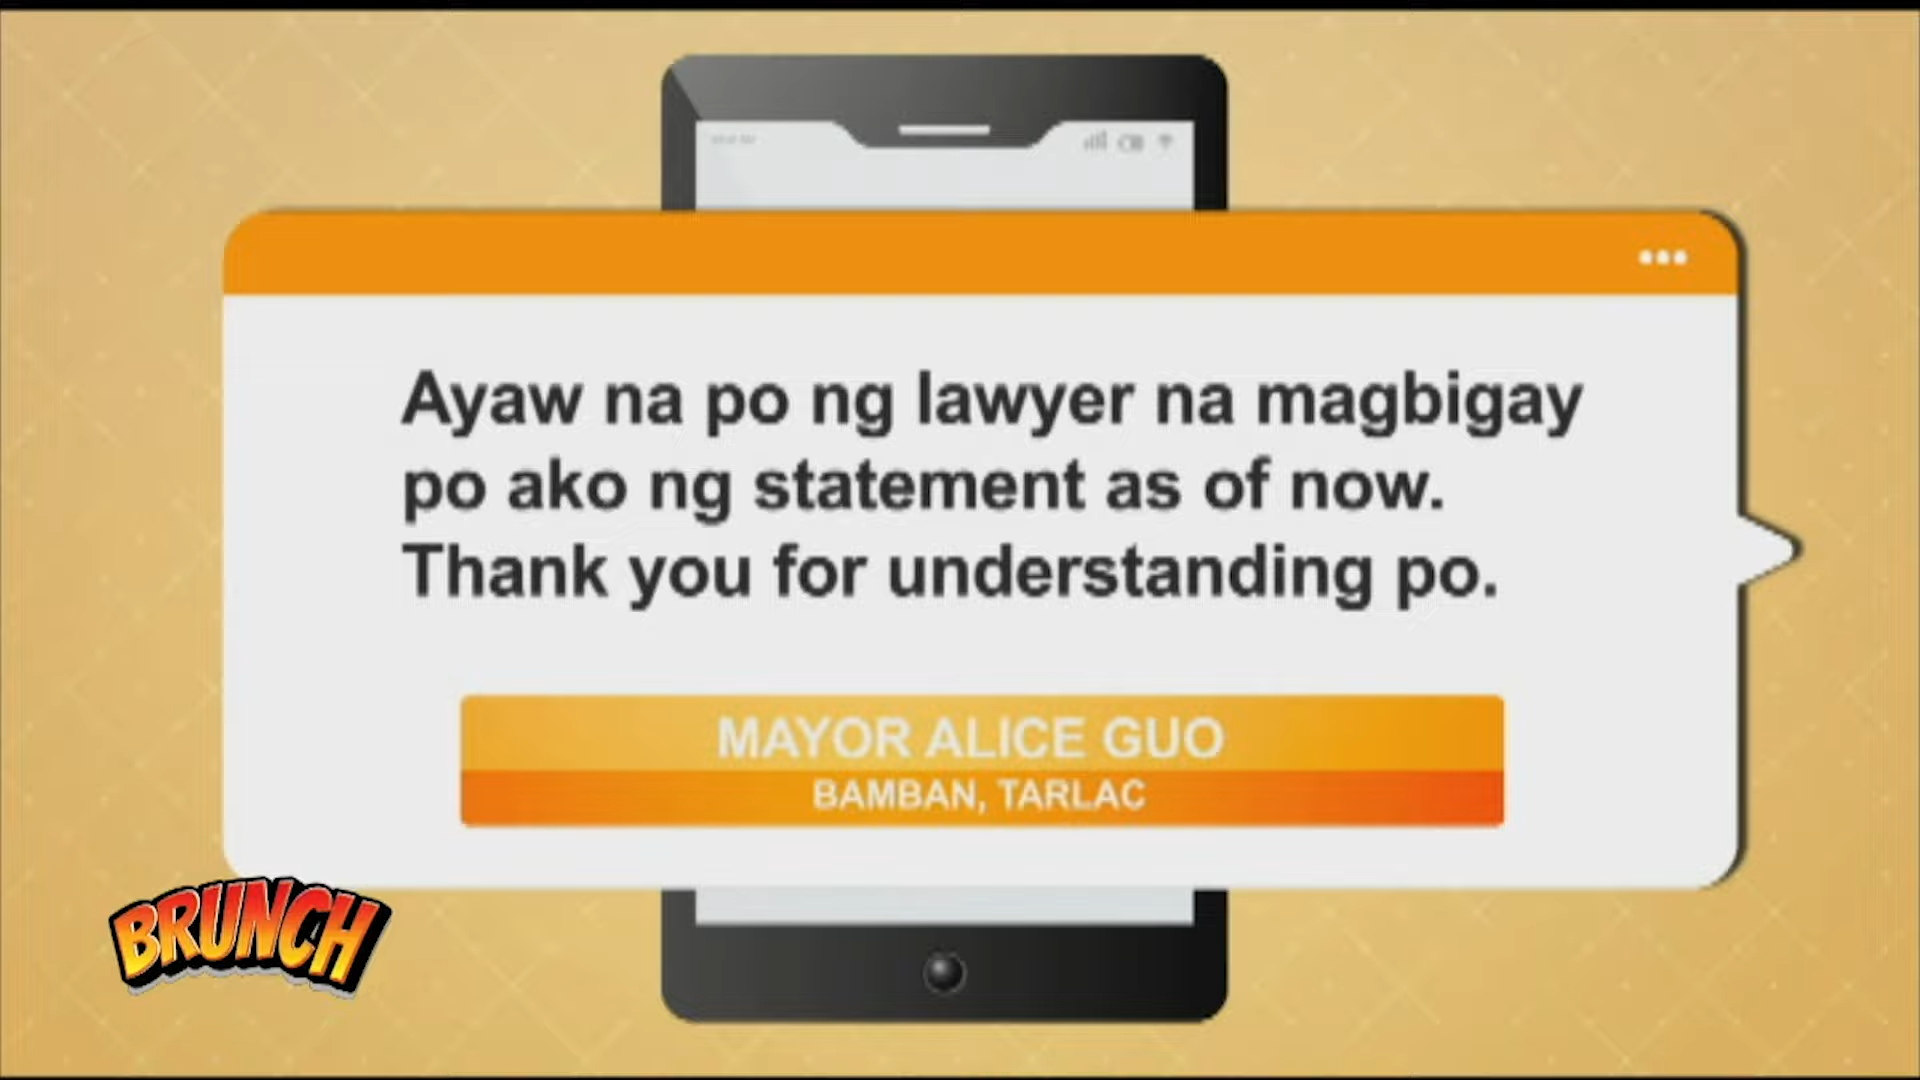 Ayaw na po ng lawyer na magbigay
po ako ng statement as of now.
Thank you for understanding po.
MAYOR ALICE GUO
BAMBAN, TARLAC
BRUNCH